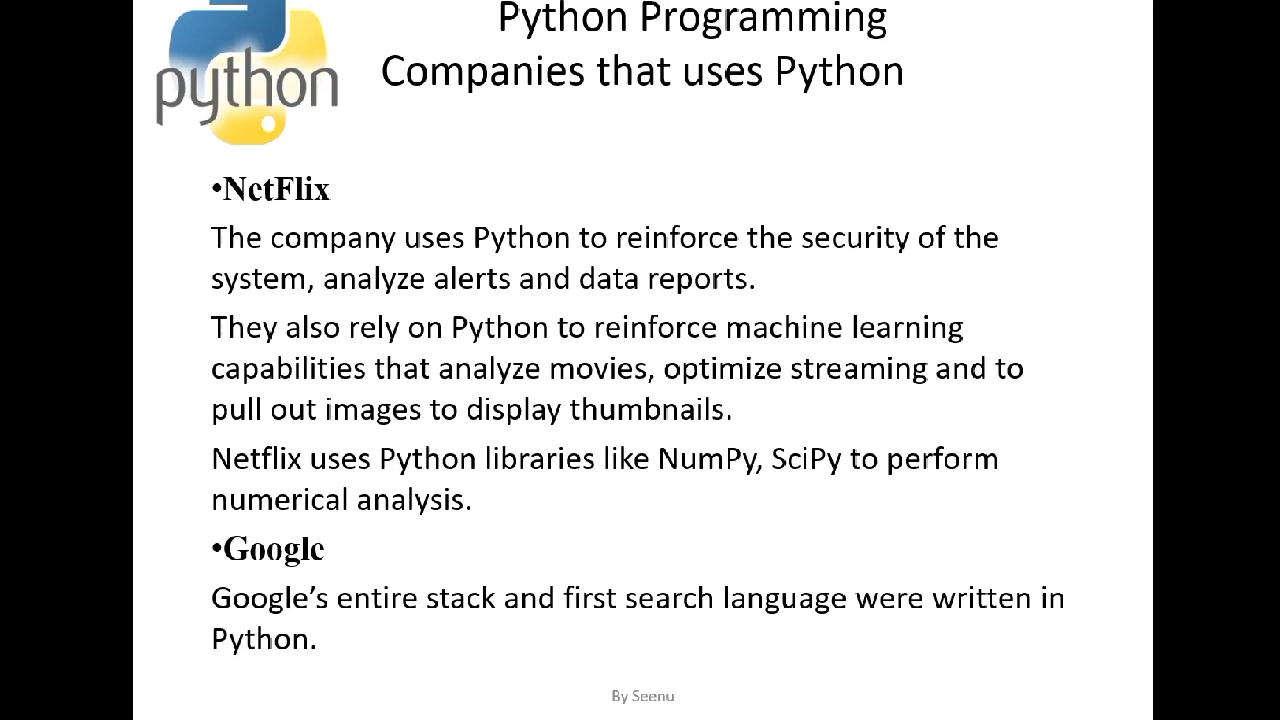 Python Programming
Companies that uses Python
python
•NetFlix
The company uses Python to reinforce the security of the
system, analyze alerts and data reports.
They also rely on Python to reinforce machine learning
capabilities that analyze movies, optimize streaming and to
pull out images to display thumbnails.
Netflix uses Python libraries like NumPy, SciPy to perform
numerical analysis.
•Google
Google’s entire stack and first search language were written in
Python.
By Seenu